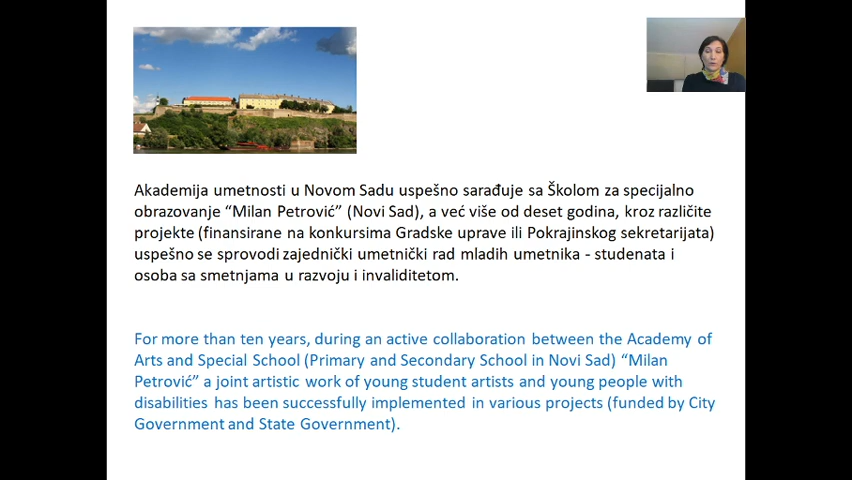 Akademija umetnosti u Novom Sadu uspešno sarađuje sa Školom za specijalno
obrazovanje “Milan Petrović” (Novi Sad), a već više od deset godina, kroz različite
projekte (finansirane na konkursima Gradske uprave ili Pokrajinskog sekretarijata)
uspešno se sprovodi zajednički umetnički rad mladih umetnika - studenata i
osoba sa smetnjama u razvoju i invaliditetom.
For more than ten years, during an active collaboration between the Academy of
Arts and Special School (Primary and Secondary School in Novi Sad) “Milan
Petrović” a joint artistic work of young student artists and young people with
disabilities has been successfully implemented in various projects (funded by City
Government and State Government).